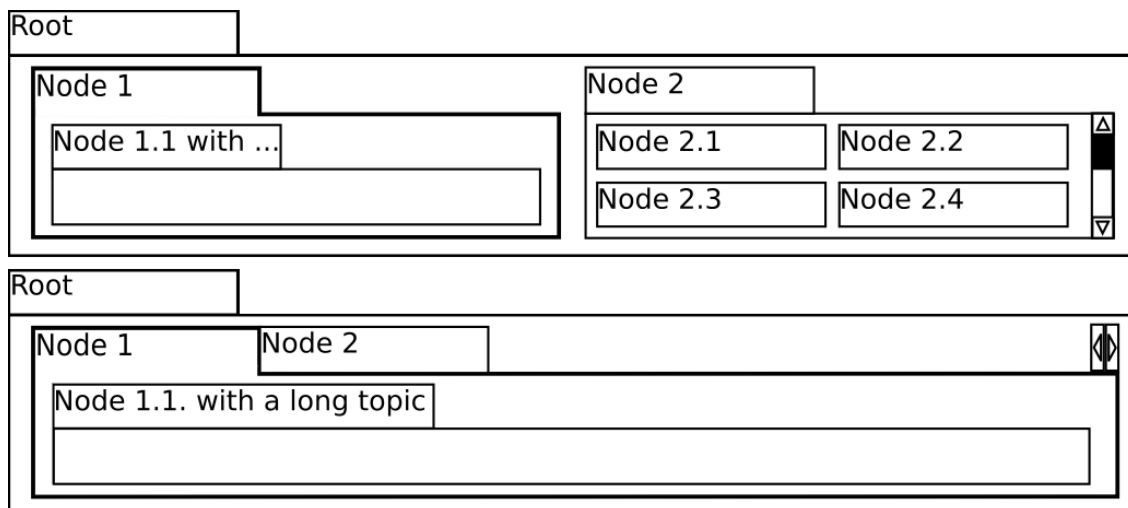 Root
Node 1
Node 2
Node 1.1 with ...
Node 2.1
Node 2.2
Node 2.3
Node 2.4
Root
Node 1
Node 2
Node 1.1. with a long topic